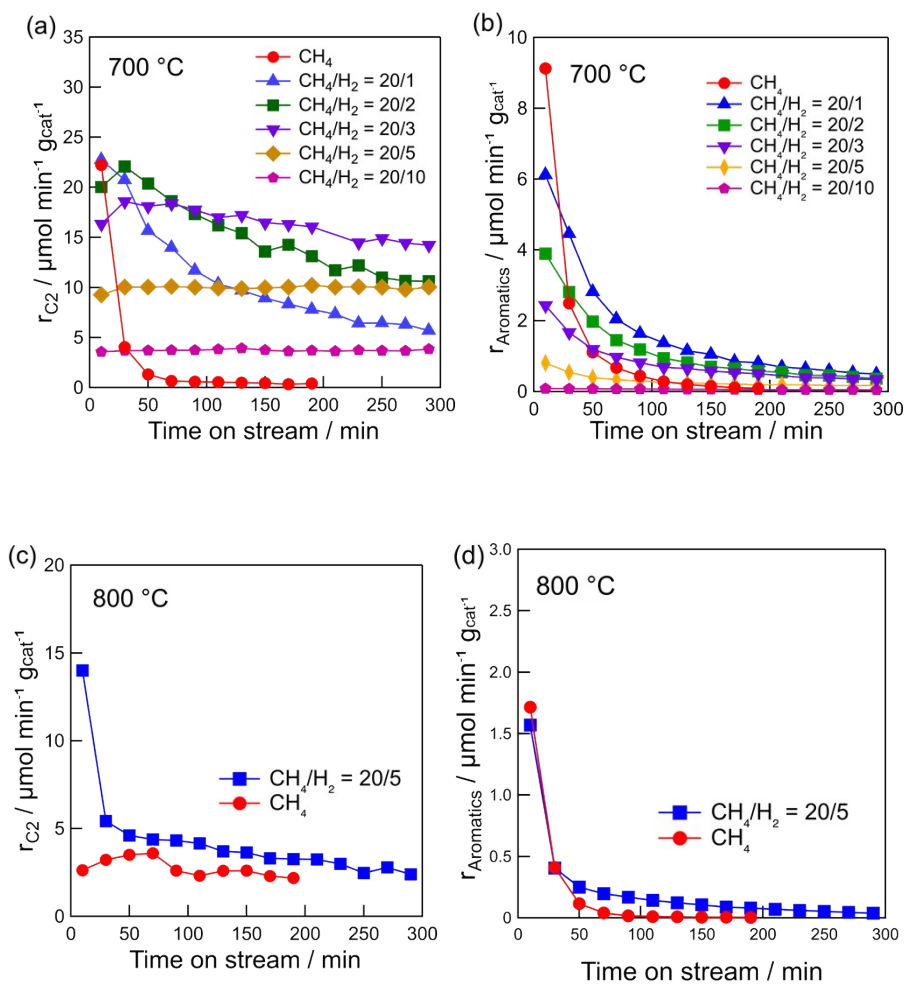 (a)
700 °C
CH₄
CH₄/H₂ = 20/1
CH₄/H₂ = 20/2
CH₄/H₂ = 20/3
CH₄/H₂ = 20/5
CH₄/H₂ = 20/10
35
30
25
20
15
10
5
0
r_C2 / μmol min⁻¹ gcat⁻¹
0 50 100 150 200 250 300
Time on stream / min
(b)
700 °C
CH₄
CH₄/H₂ = 20/1
CH₄/H₂ = 20/2
CH₄/H₂ = 20/3
CH₄/H₂ = 20/5
CH₄/H₂ = 20/10
10
8
6
4
2
0
r_Aromatics / μmol min⁻¹ gcat⁻¹
0 50 100 150 200 250 300
Time on stream / min
(c)
800 °C
CH₄/H₂ = 20/5
CH₄
20
15
10
5
0
r_C2 / μmol min⁻¹ gcat⁻¹
0 50 100 150 200 250 300
Time on stream / min
(d)
800 °C
CH₄/H₂ = 20/5
CH₄
3.0
2.5
2.0
1.5
1.0
0.5
0
r_Aromatics / μmol min⁻¹ gcat⁻¹
0 50 100 150 200 250 300
Time on stream / min